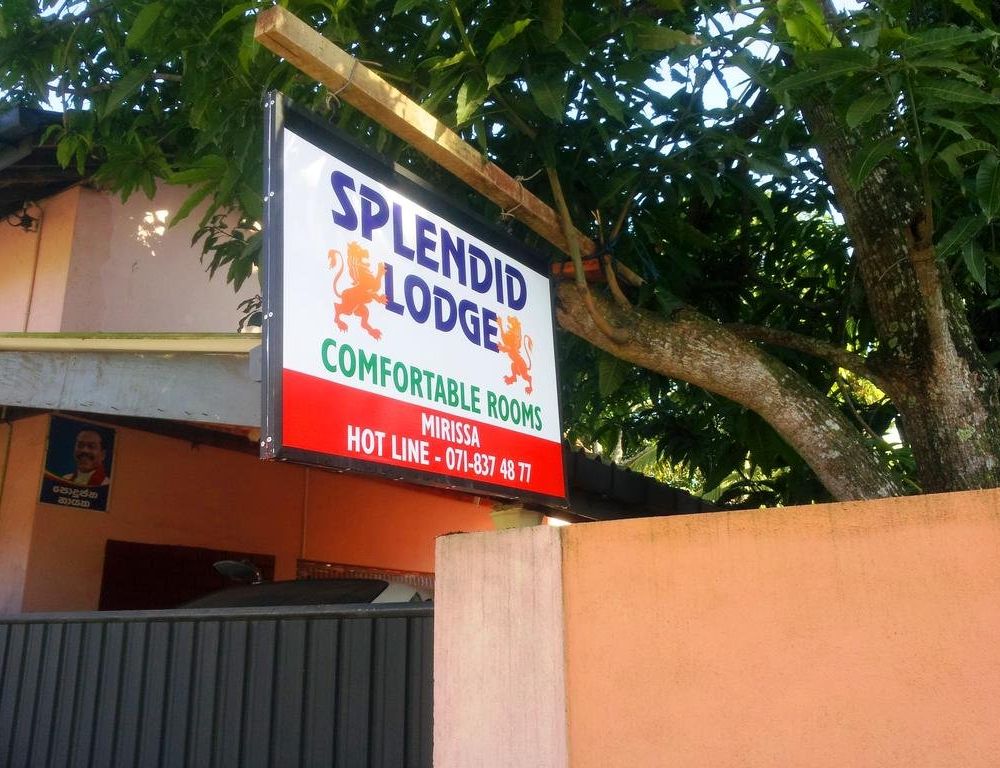 SPLENDID
LODGE
COMFORTABLE ROOMS
MIRISSA
HOT LINE - 071-837 48 77